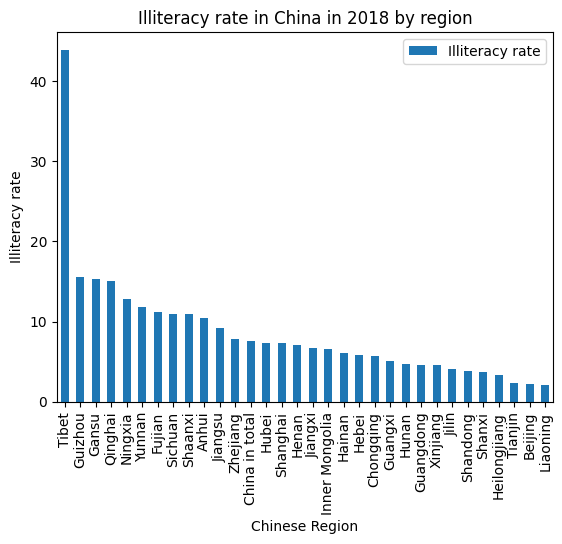 Illiteracy rate in China in 2018 by region
Illiteracy rate
40
30
20
10
0
Illiteracy rate
Tibet
Guizhou
Gansu
Qinghai
Ningxia
Yunnan
Fujian
Sichuan
Shaanxi
Anhui
Jiangsu
Zhejiang
China in total
Hubei
Shanghai
Henan
Jiangxi
Inner Mongolia
Hainan
Hebei
Chongqing
Guangxi
Hunan
Guangdong
Xinjiang
Jilin
Shandong
Shanxi
Heilongjiang
Tianjin
Beijing
Liaoning
Chinese Region